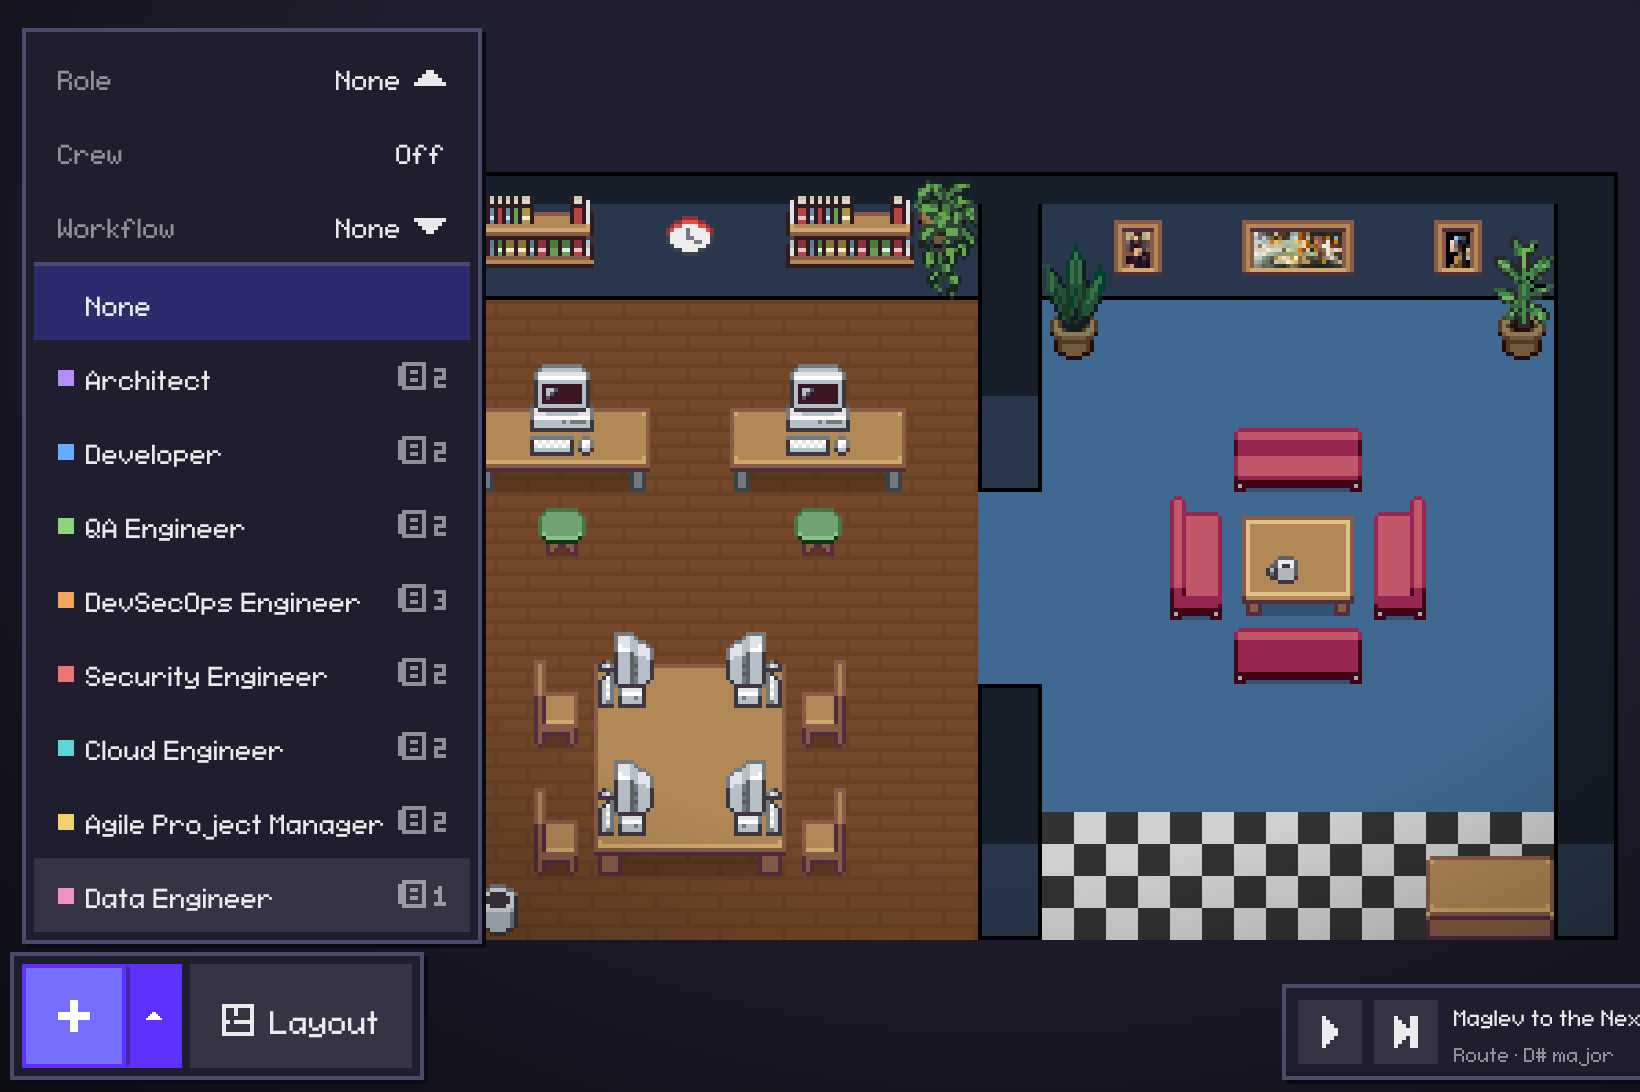 Role None
Crew Off
Workflow None
None
Architect 2
Developer 2
QA Engineer 2
DevSecOps Engineer 3
Security Engineer 2
Cloud Engineer 2
Agile Project Manager 2
Data Engineer 1
+ Layout
Maglev to the Nex
Route · D# major